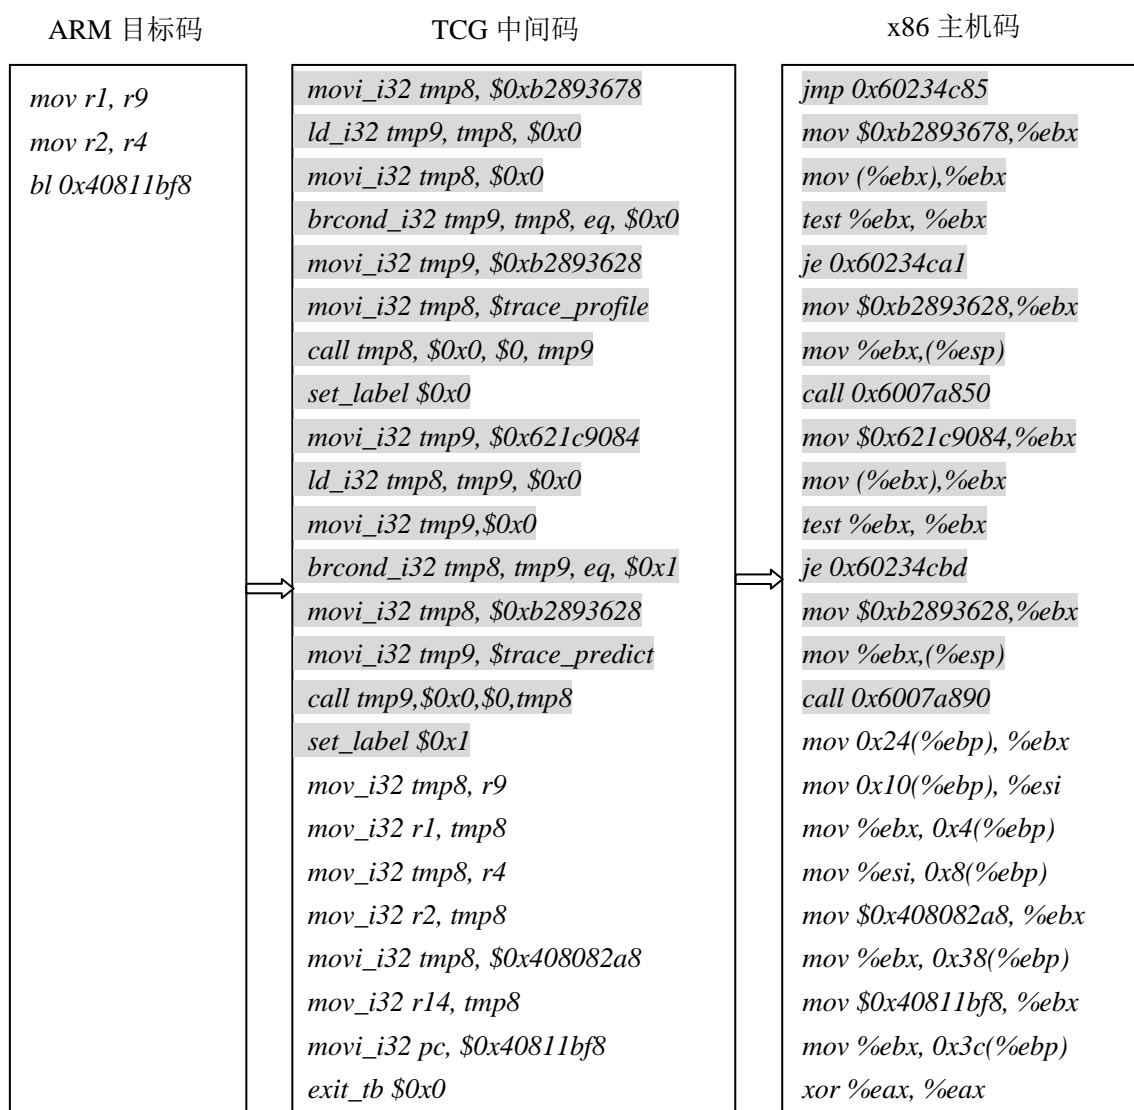 ARM 目标码
TCG 中间码
x86 主机码
mov r1, r9
mov r2, r4
bl 0x40811bf8
movi_i32 tmp8, $0xb2893678
ld_i32 tmp9, tmp8, $0x0
movi_i32 tmp8, $0x0
brcond_i32 tmp9, tmp8, eq, $0x0
movi_i32 tmp9, $0xb2893628
movi_i32 tmp8, $trace_profile
call tmp8, $0x0, $0, tmp9
set_label $0x0
movi_i32 tmp9, $0x621c9084
ld_i32 tmp8, tmp9, $0x0
movi_i32 tmp9,$0x0
brcond_i32 tmp8, tmp9, eq, $0x1
movi_i32 tmp8, $0xb2893628
movi_i32 tmp9, $trace_predict
call tmp9,$0x0,$0,tmp8
set_label $0x1
mov_i32 tmp8, r9
mov_i32 r1, tmp8
mov_i32 tmp8, r4
mov_i32 r2, tmp8
movi_i32 tmp8, $0x408082a8
mov_i32 r14, tmp8
movi_i32 pc, $0x40811bf8
exit_tb $0x0
jmp 0x60234c85
mov $0xb2893678,%ebx
mov (%ebx),%ebx
test %ebx, %ebx
je 0x60234ca1
mov $0xb2893628,%ebx
mov %ebx,(%esp)
call 0x6007a850
mov $0x621c9084,%ebx
mov (%ebx),%ebx
test %ebx, %ebx
je 0x60234cbd
mov $0xb2893628,%ebx
mov %ebx,(%esp)
call 0x6007a890
mov 0x24(%ebp), %ebx
mov 0x10(%ebp), %esi
mov %ebx, 0x4(%ebp)
mov %esi, 0x8(%ebp)
mov $0x408082a8, %ebx
mov %ebx, 0x38(%ebp)
mov $0x40811bf8, %ebx
mov %ebx, 0x3c(%ebp)
xor %eax, %eax